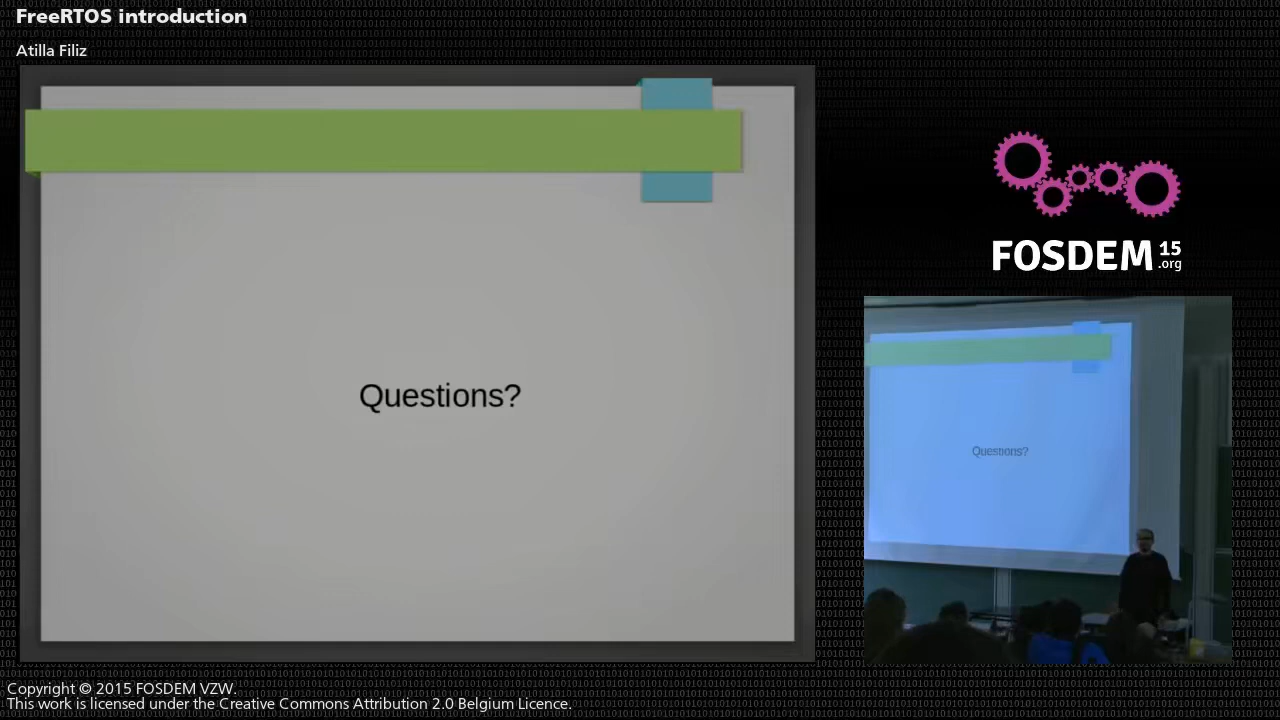 FreeRTOS introduction
Atilla Filiz
Questions?
FOSDEM 15
.org
Questions?
Copyright © 2015 FOSDEM VZW.
This work is licensed under the Creative Commons Attribution 2.0 Belgium Licence.